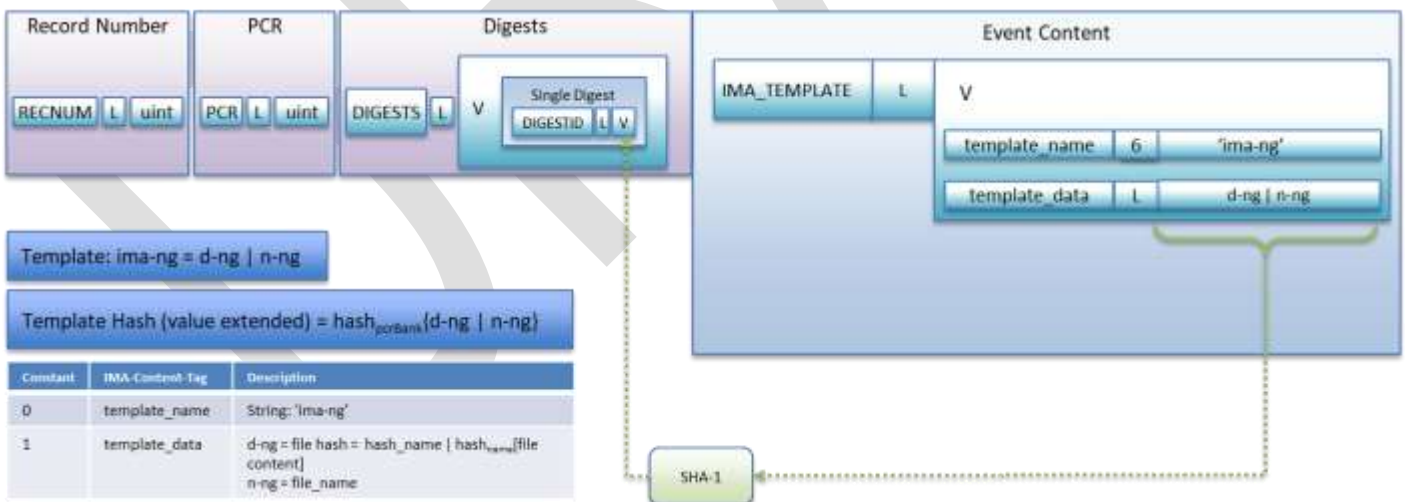 Record Number
PCR
Digests
Event Content
RECNUM L uint
PCR L uint
DIGESTS L
V
Single Digest
DIGESTID L V
IMA_TEMPLATE L
V
template_name 6 'ima-ng'
template_data L d-ng | n-ng
Template: ima-ng = d-ng | n-ng
Template Hash (value extended) = hash pcrBank (d-ng | n-ng)
Constant IMA-Content-Tag Description
0 template_name String: 'ima-ng'
1 template_data d-ng = file hash = hash_name | hash name [file
content]
n-ng = file_name
SHA-1